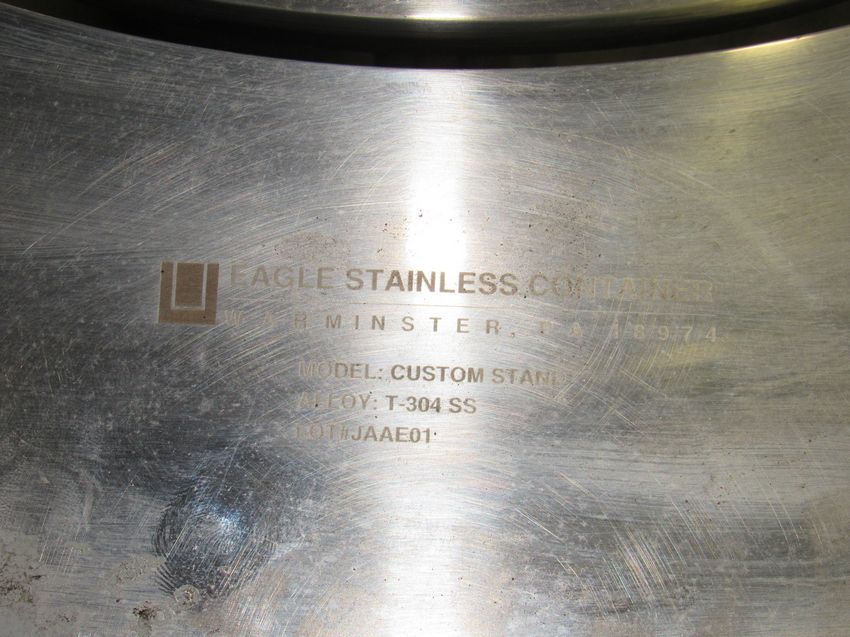 EAGLE STAINLESS CONTAINER
WARMINSTER, PA 18974
MODEL: CUSTOM STAND
ALLOY: T-304 SS
LOT#JAAE01